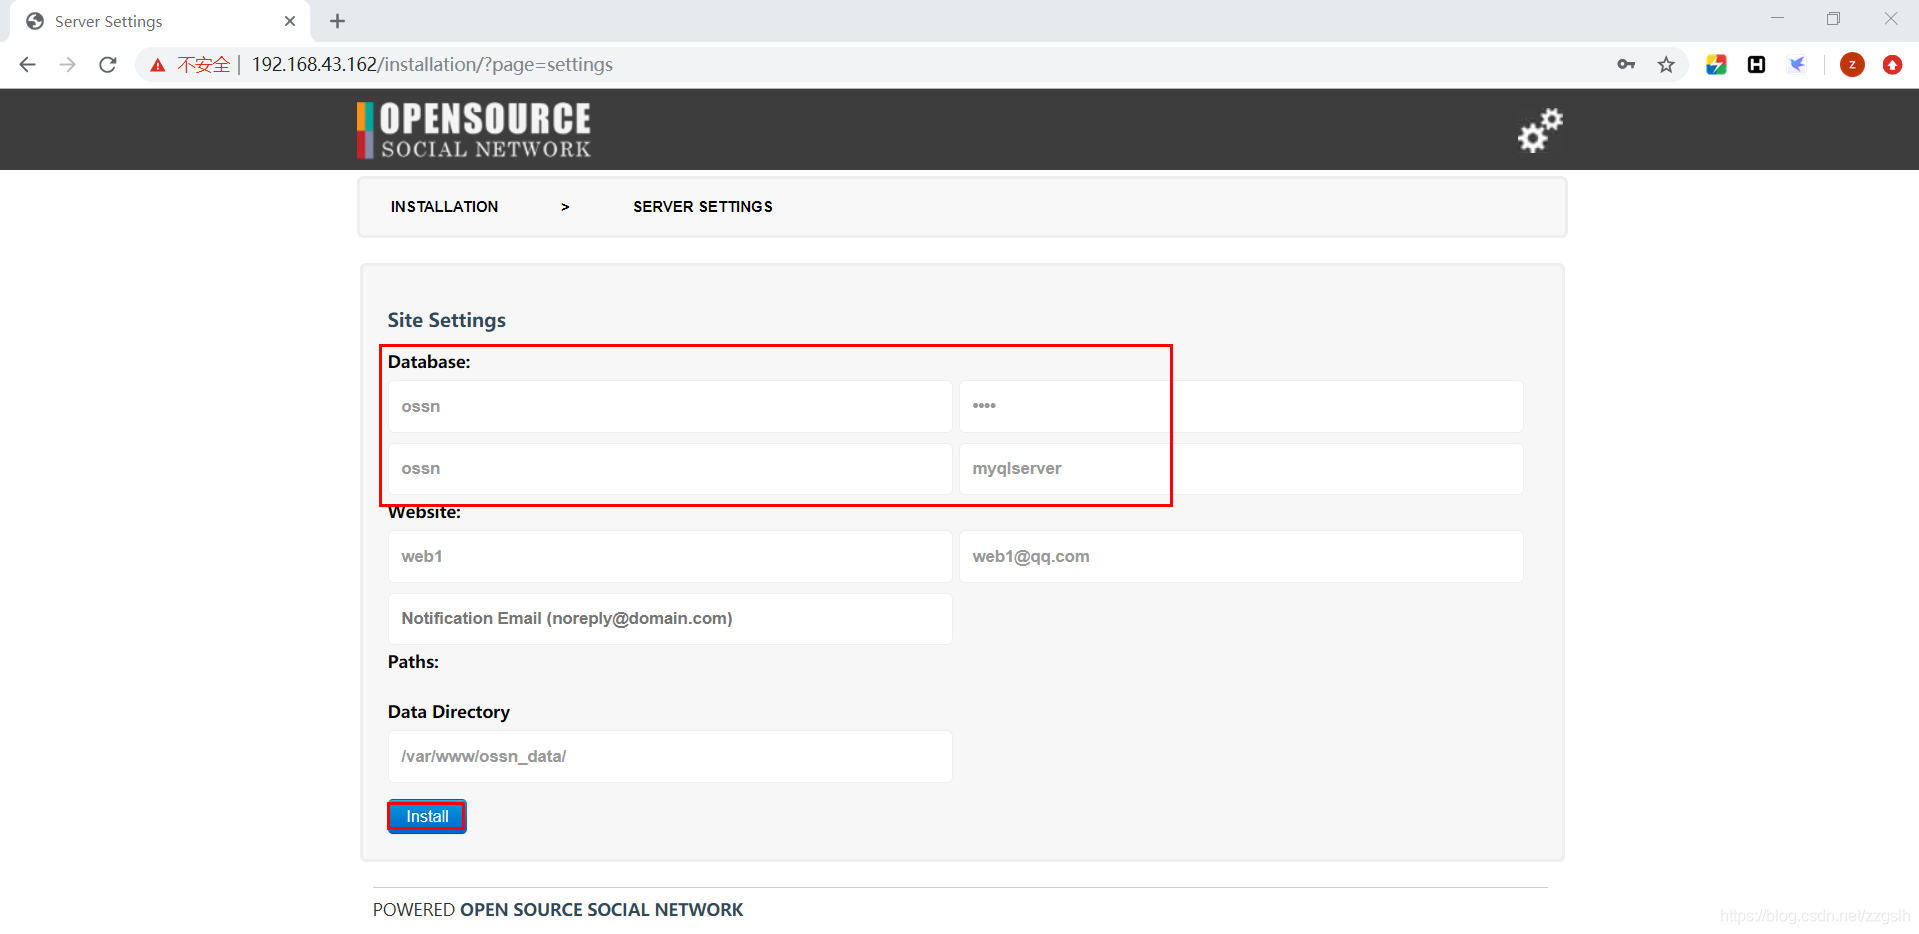 Server Settings
不安全 | 192.168.43.162/installation/?page=settings
H
z
OPENSOURCE
SOCIAL NETWORK
INSTALLATION > SERVER SETTINGS
Site Settings
Database:
ossn ••••
ossn myqlserver
Website:
web1 web1@qq.com
Notification Email (noreply@domain.com)
Paths:
Data Directory
/var/www/ossn_data/
Install
POWERED OPEN SOURCE SOCIAL NETWORK
https://blog.csdn.net/zzgslh